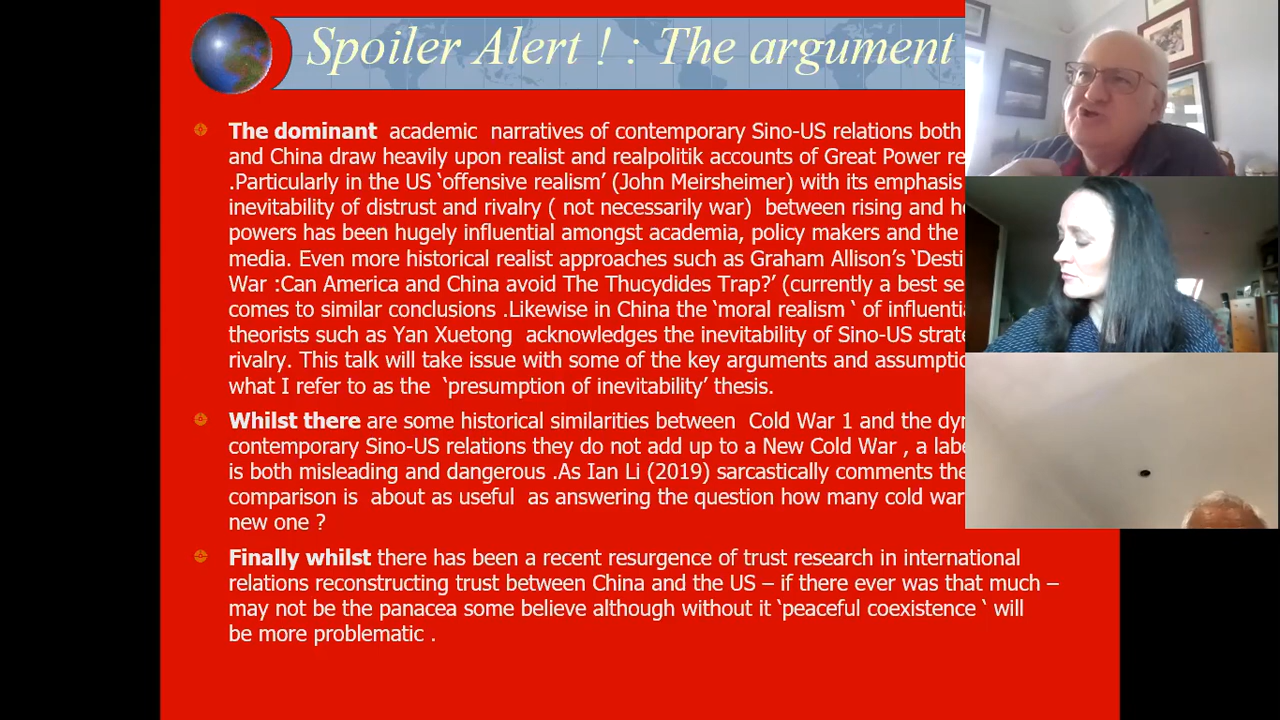 Spoiler Alert ! : The argument
The dominant academic narratives of contemporary Sino-US relations both
and China draw heavily upon realist and realpolitik accounts of Great Power re
.Particularly in the US ‘offensive realism’ (John Meirsheimer) with its emphasis
inevitability of distrust and rivalry ( not necessarily war) between rising and he
powers has been hugely influential amongst academia, policy makers and the
media. Even more historical realist approaches such as Graham Allison’s ‘Desti
War :Can America and China avoid The Thucydides Trap?’ (currently a best se
comes to similar conclusions .Likewise in China the ‘moral realism ‘ of influentia
theorists such as Yan Xuetong acknowledges the inevitability of Sino-US strate
rivalry. This talk will take issue with some of the key arguments and assumptio
what I refer to as the ‘presumption of inevitability’ thesis.
Whilst there are some historical similarities between Cold War 1 and the dyn
contemporary Sino-US relations they do not add up to a New Cold War , a labe
is both misleading and dangerous .As Ian Li (2019) sarcastically comments the
comparison is about as useful as answering the question how many cold war
new one ?
Finally whilst there has been a recent resurgence of trust research in international
relations reconstructing trust between China and the US – if there ever was that much –
may not be the panacea some believe although without it ‘peaceful coexistence ‘ will
be more problematic .